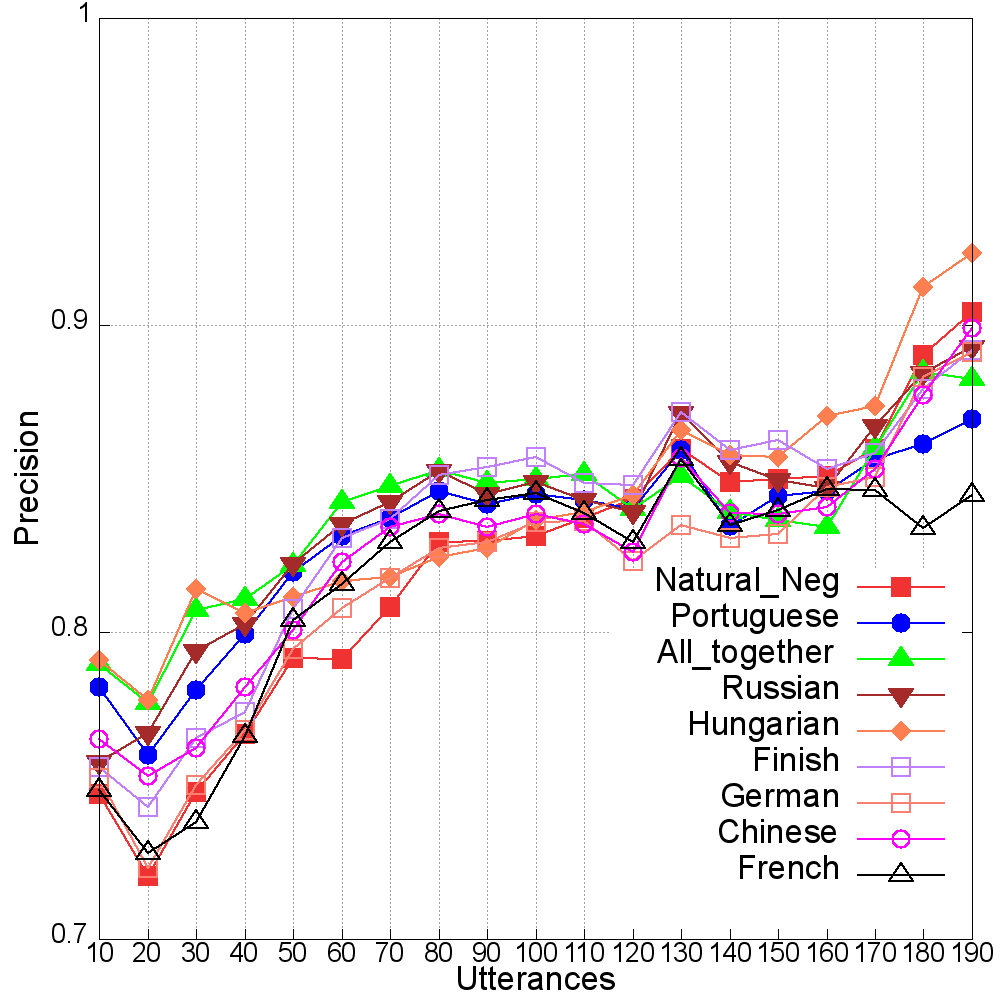 1
0.9
0.8
0.7
Precision
Natural_Neg
Portuguese
All_together
Russian
Hungarian
Finish
German
Chinese
French
10 20 30 40 50 60 70 80 90 100 110 120 130 140 150 160 170 180 190
Utterances